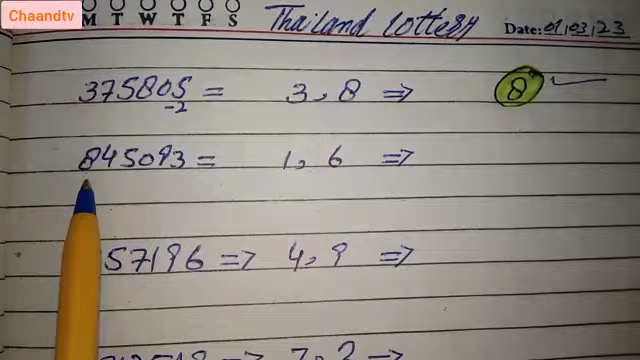 Chaandtv
M T W T F S
Thailand lottery
Date: 01,03,23
375805 = 3,8 ⇒ 8
-2
845093 = 1,6 ⇒
57196 ⇒ 4,9 ⇒